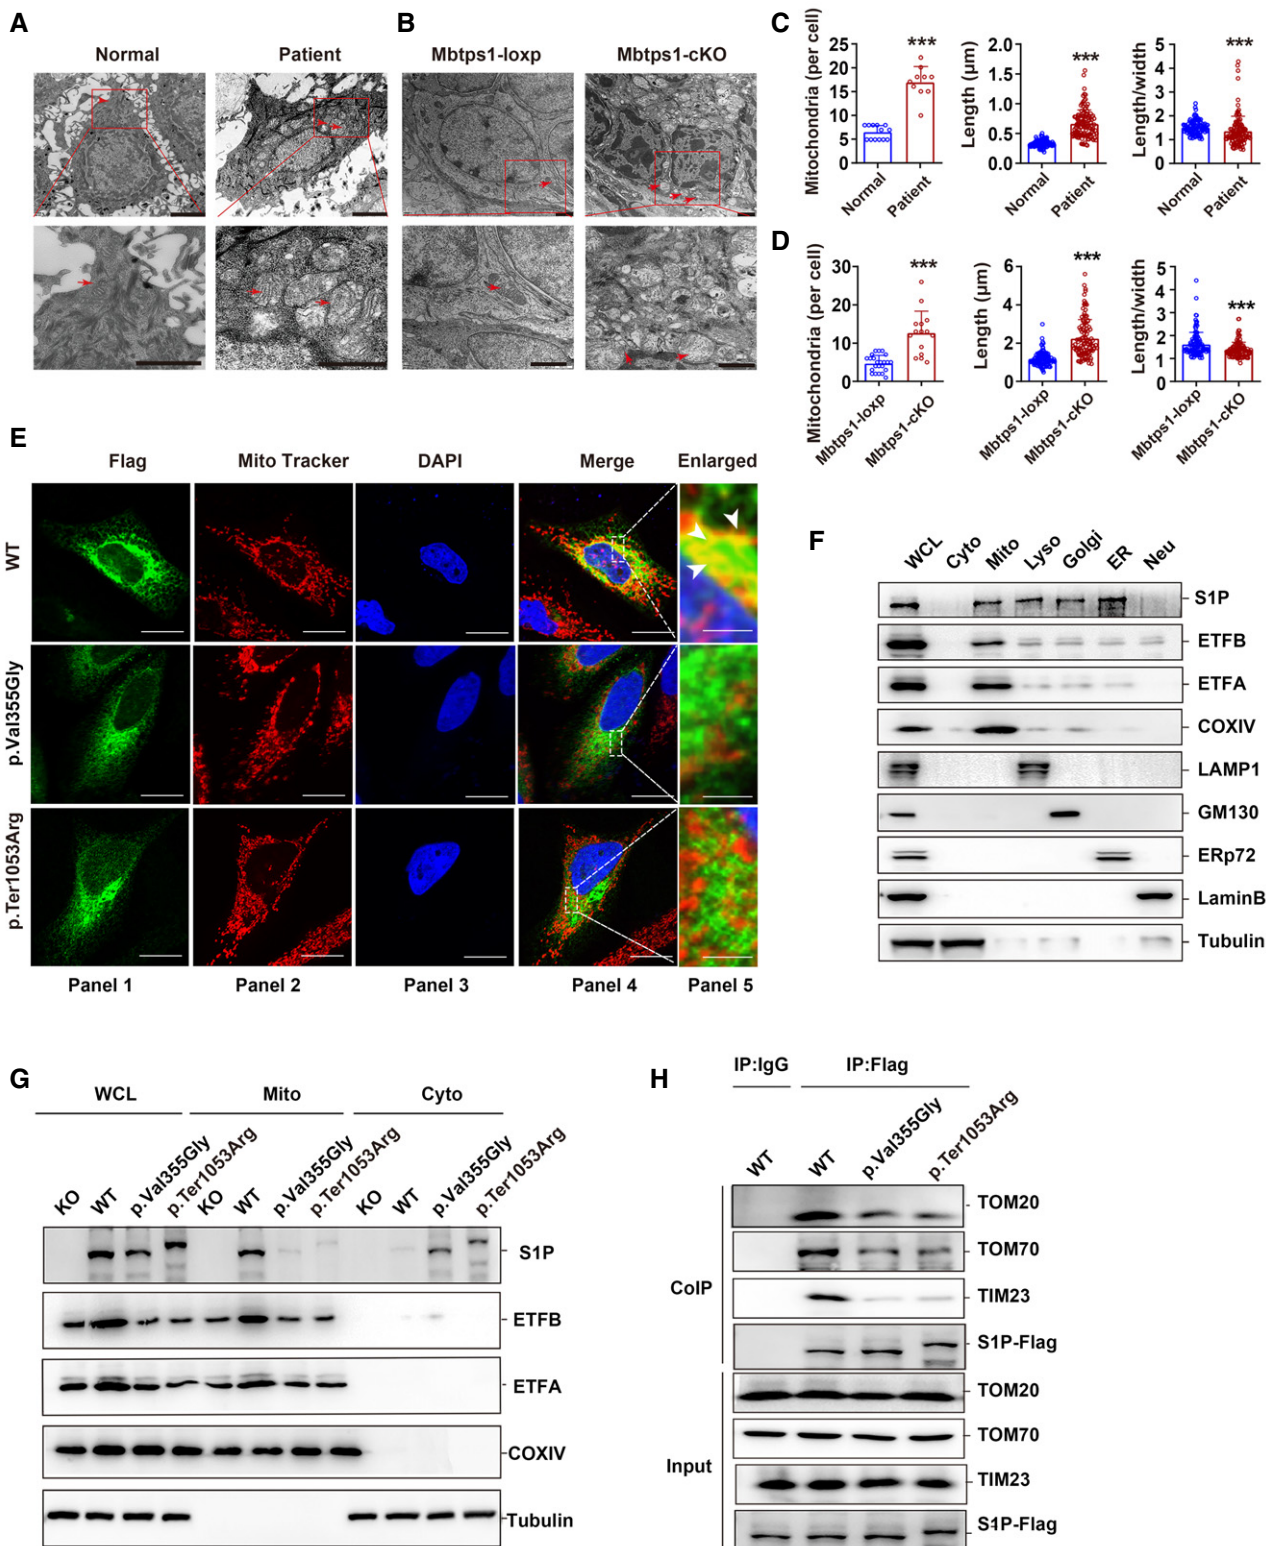 A
Normal
Patient
B
Mbtps1-loxp
Mbtps1-cKO
C
Mitochondria (per cell)
25
20
15
10
5
0
***
Normal
Patient
Length (μm)
2.0
1.5
1.0
0.5
0.0
***
Normal
Patient
Length/width
5
4
3
2
1
0
***
Normal
Patient
D
Mitochondria (per cell)
30
20
10
0
***
Mbtps1-loxp
Mbtps1-cKO
Length (μm)
6
4
2
0
***
Mbtps1-loxp
Mbtps1-cKO
Length/width
5
4
3
2
1
0
***
Mbtps1-loxp
Mbtps1-cKO
E
Flag
Mito Tracker
DAPI
Merge
Enlarged
WT
p.Val355Gly
p.Ter1053Arg
Panel 1
Panel 2
Panel 3
Panel 4
Panel 5
F
WCL
Cyto
Mito
Lyso
Golgi
ER
Neu
S1P
ETFB
ETFA
COXIV
LAMP1
GM130
ERp72
LaminB
Tubulin
G
WCL
Mito
Cyto
KO
WT
p.Val355Gly
p.Ter1053Arg
KO
WT
p.Val355Gly
p.Ter1053Arg
KO
WT
p.Val355Gly
p.Ter1053Arg
S1P
ETFB
ETFA
COXIV
Tubulin
H
IP:IgG
IP:Flag
WT
WT
p.Val355Gly
p.Ter1053Arg
CoIP
TOM20
TOM70
TIM23
S1P-Flag
Input
TOM20
TOM70
TIM23
S1P-Flag